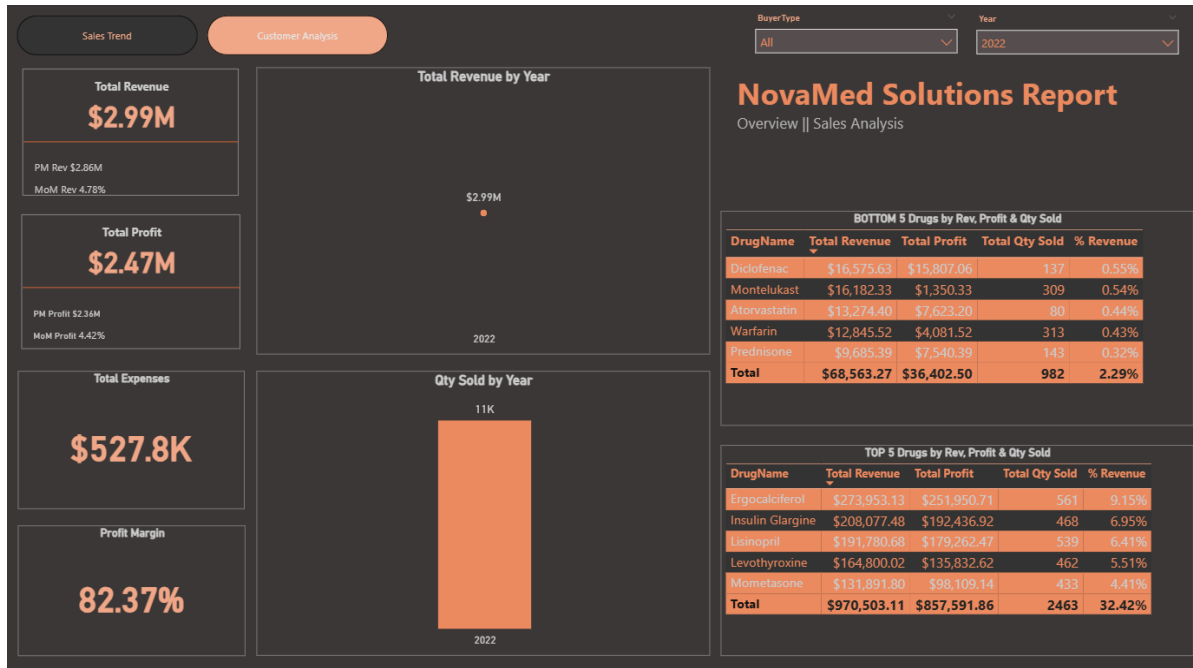 Sales Trend
Customer Analysis
BuyerType
All
Year
2022
Total Revenue
$2.99M
PM Rev $2.86M
MoM Rev 4.78%
Total Profit
$2.47M
PM Profit $2.36M
MoM Profit 4.42%
Total Expenses
$527.8K
Profit Margin
82.37%
Total Revenue by Year
$2.99M
2022
Qty Sold by Year
11K
2022
NovaMed Solutions Report
Overview || Sales Analysis
BOTTOM 5 Drugs by Rev, Profit & Qty Sold
DrugName Total Revenue Total Profit Total Qty Sold % Revenue
Diclofenac $16,575.63 $15,807.06 137 0.55%
Montelukast $16,182.33 $1,350.33 309 0.54%
Atorvastatin $13,274.40 $7,623.20 80 0.44%
Warfarin $12,845.52 $4,081.52 313 0.43%
Prednisone $9,685.39 $7,540.39 143 0.32%
Total $68,563.27 $36,402.50 982 2.29%
TOP 5 Drugs by Rev, Profit & Qty Sold
DrugName Total Revenue Total Profit Total Qty Sold % Revenue
Ergocalciferol $273,953.13 $251,950.71 561 9.15%
Insulin Glargine $208,077.48 $192,436.92 468 6.95%
Lisinopril $191,780.68 $179,262.47 539 6.41%
Levothyroxine $164,800.02 $135,832.62 462 5.51%
Mometasone $131,891.80 $98,109.14 433 4.41%
Total $970,503.11 $857,591.86 2463 32.42%